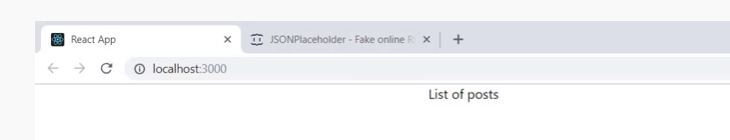 React App
JSONPlaceholder - Fake online R
localhost:3000
List of posts